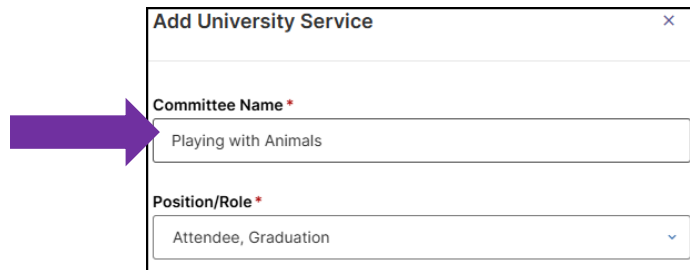 Add University Service
Committee Name *
Playing with Animals
Position/Role *
Attendee, Graduation